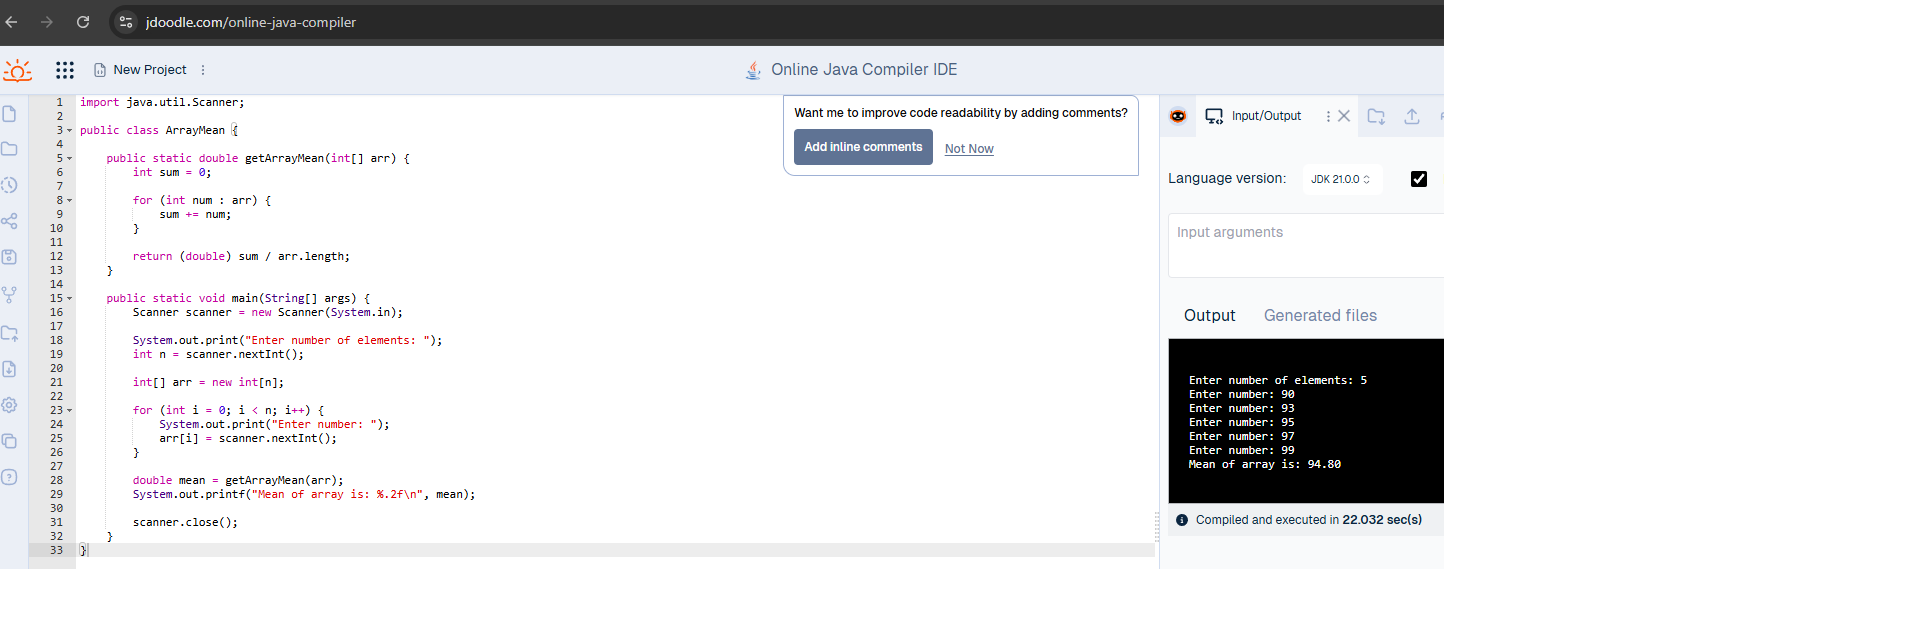 jdoodle.com/online-java-compiler
New Project
Online Java Compiler IDE
1 import java.util.Scanner;
2
3 public class ArrayMean {
4
5     public static double getArrayMean(int[] arr) {
6         int sum = 0;
7
8         for (int num : arr) {
9             sum += num;
10         }
11
12         return (double) sum / arr.length;
13     }
14
15     public static void main(String[] args) {
16         Scanner scanner = new Scanner(System.in);
17
18         System.out.print("Enter number of elements: ");
19         int n = scanner.nextInt();
20
21         int[] arr = new int[n];
22
23         for (int i = 0; i < n; i++) {
24             System.out.print("Enter number: ");
25             arr[i] = scanner.nextInt();
26         }
27
28         double mean = getArrayMean(arr);
29         System.out.printf("Mean of array is: %.2f\n", mean);
30
31         scanner.close();
32     }
33 }
Want me to improve code readability by adding comments?
Add inline comments
Not Now
Input/Output
Language version:
JDK 21.0.0
Input arguments
Output
Generated files
Enter number of elements: 5
Enter number: 90
Enter number: 93
Enter number: 95
Enter number: 97
Enter number: 99
Mean of array is: 94.80
Compiled and executed in 22.032 sec(s)